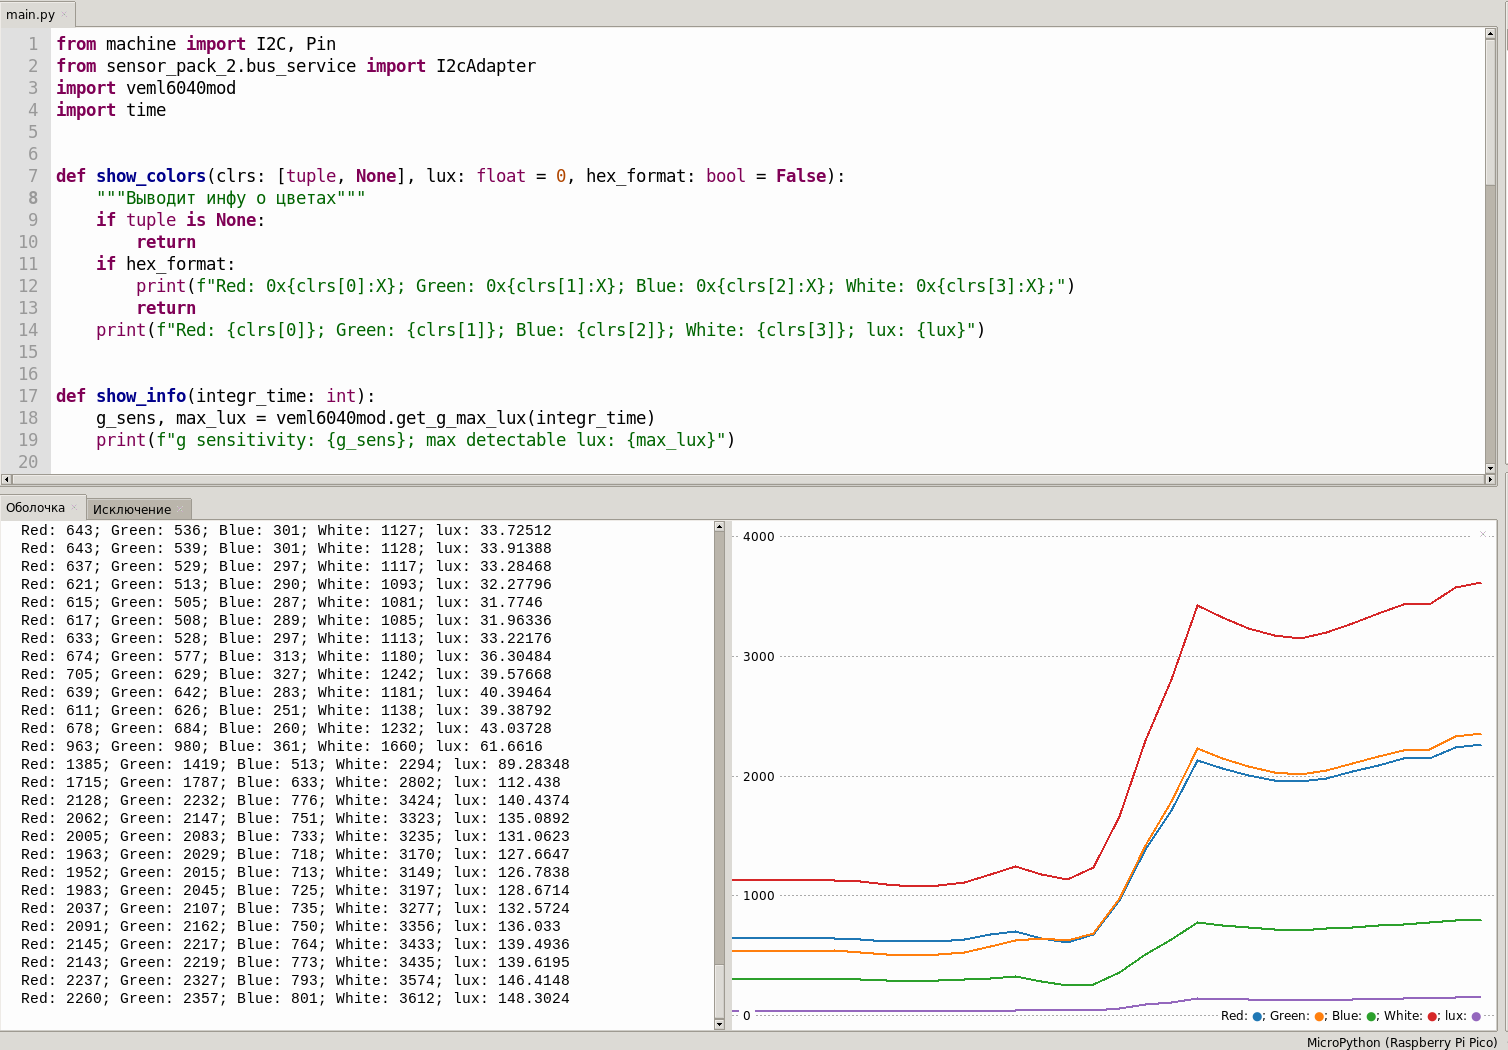 main.py
1 from machine import I2C, Pin
2 from sensor_pack_2.bus_service import I2cAdapter
3 import veml6040mod
4 import time
5
6
7 def show_colors(clrs: [tuple, None], lux: float = 0, hex_format: bool = False):
8     """Выводит инфу о цветах"""
9     if tuple is None:
10         return
11     if hex_format:
12         print(f"Red: 0x{clrs[0]:X}; Green: 0x{clrs[1]:X}; Blue: 0x{clrs[2]:X}; White: 0x{clrs[3]:X};")
13         return
14     print(f"Red: {clrs[0]}; Green: {clrs[1]}; Blue: {clrs[2]}; White: {clrs[3]}; lux: {lux}")
15
16
17 def show_info(integr_time: int):
18     g_sens, max_lux = veml6040mod.get_g_max_lux(integr_time)
19     print(f"g sensitivity: {g_sens}; max detectable lux: {max_lux}")
20
Оболочка Исключение
Red: 643; Green: 536; Blue: 301; White: 1127; lux: 33.72512
Red: 643; Green: 539; Blue: 301; White: 1128; lux: 33.91388
Red: 637; Green: 529; Blue: 297; White: 1117; lux: 33.28468
Red: 621; Green: 513; Blue: 290; White: 1093; lux: 32.27796
Red: 615; Green: 505; Blue: 287; White: 1081; lux: 31.7746
Red: 617; Green: 508; Blue: 289; White: 1085; lux: 31.96336
Red: 633; Green: 528; Blue: 297; White: 1113; lux: 33.22176
Red: 674; Green: 577; Blue: 313; White: 1180; lux: 36.30484
Red: 705; Green: 629; Blue: 327; White: 1242; lux: 39.57668
Red: 639; Green: 642; Blue: 283; White: 1181; lux: 40.39464
Red: 611; Green: 626; Blue: 251; White: 1138; lux: 39.38792
Red: 678; Green: 684; Blue: 260; White: 1232; lux: 43.03728
Red: 963; Green: 980; Blue: 361; White: 1660; lux: 61.6616
Red: 1385; Green: 1419; Blue: 513; White: 2294; lux: 89.28348
Red: 1715; Green: 1787; Blue: 633; White: 2802; lux: 112.438
Red: 2128; Green: 2232; Blue: 776; White: 3424; lux: 140.4374
Red: 2062; Green: 2147; Blue: 751; White: 3323; lux: 135.0892
Red: 2005; Green: 2083; Blue: 733; White: 3235; lux: 131.0623
Red: 1963; Green: 2029; Blue: 718; White: 3170; lux: 127.6647
Red: 1952; Green: 2015; Blue: 713; White: 3149; lux: 126.7838
Red: 1983; Green: 2045; Blue: 725; White: 3197; lux: 128.6714
Red: 2037; Green: 2107; Blue: 735; White: 3277; lux: 132.5724
Red: 2091; Green: 2162; Blue: 750; White: 3356; lux: 136.033
Red: 2145; Green: 2217; Blue: 764; White: 3433; lux: 139.4936
Red: 2143; Green: 2219; Blue: 773; White: 3435; lux: 139.6195
Red: 2237; Green: 2327; Blue: 793; White: 3574; lux: 146.4148
Red: 2260; Green: 2357; Blue: 801; White: 3612; lux: 148.3024
4000
3000
2000
1000
0
Red: ; Green: ; Blue: ; White: ; lux:
MicroPython (Raspberry Pi Pico)